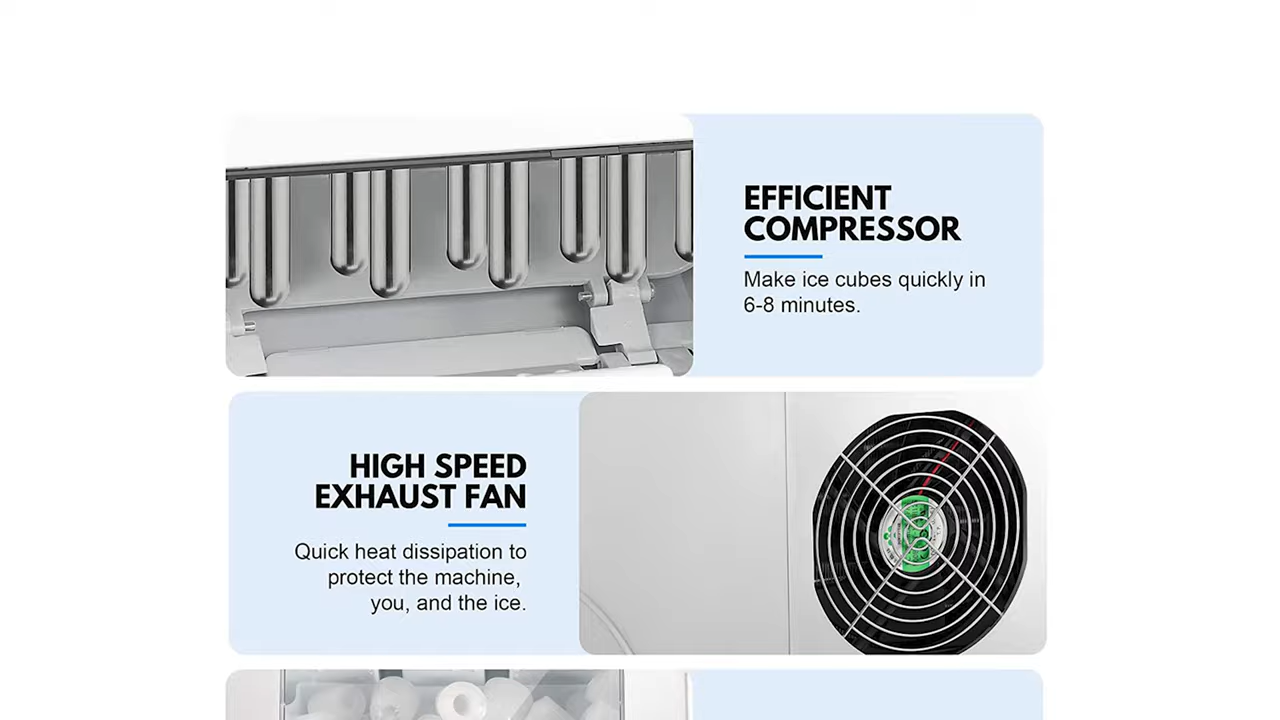 EFFICIENT
COMPRESSOR
Make ice cubes quickly in
6-8 minutes.
HIGH SPEED
EXHAUST FAN
Quick heat dissipation to
protect the machine,
you, and the ice.